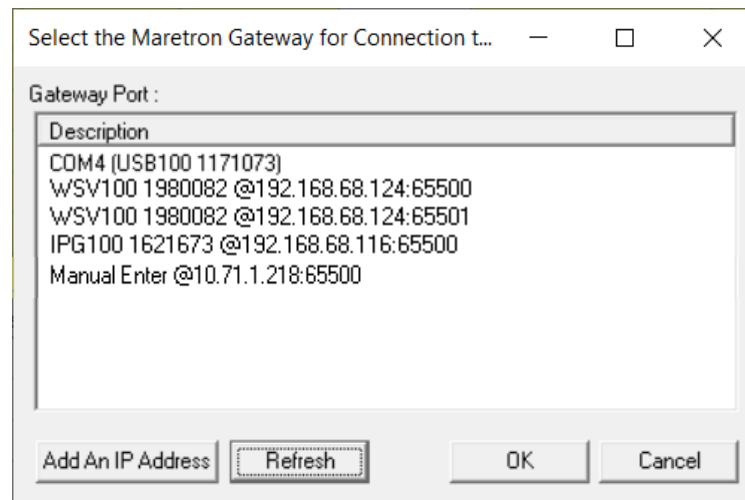 Select the Maretron Gateway for Connection t...
Gateway Port :
Description
COM4 (USB100 1171073)
WSV100 1980082 @192.168.68.124:65500
WSV100 1980082 @192.168.68.124:65501
IPG100 1621673 @192.168.68.116:65500
Manual Enter @10.71.1.218:65500
Add An IP Address
Refresh
OK
Cancel